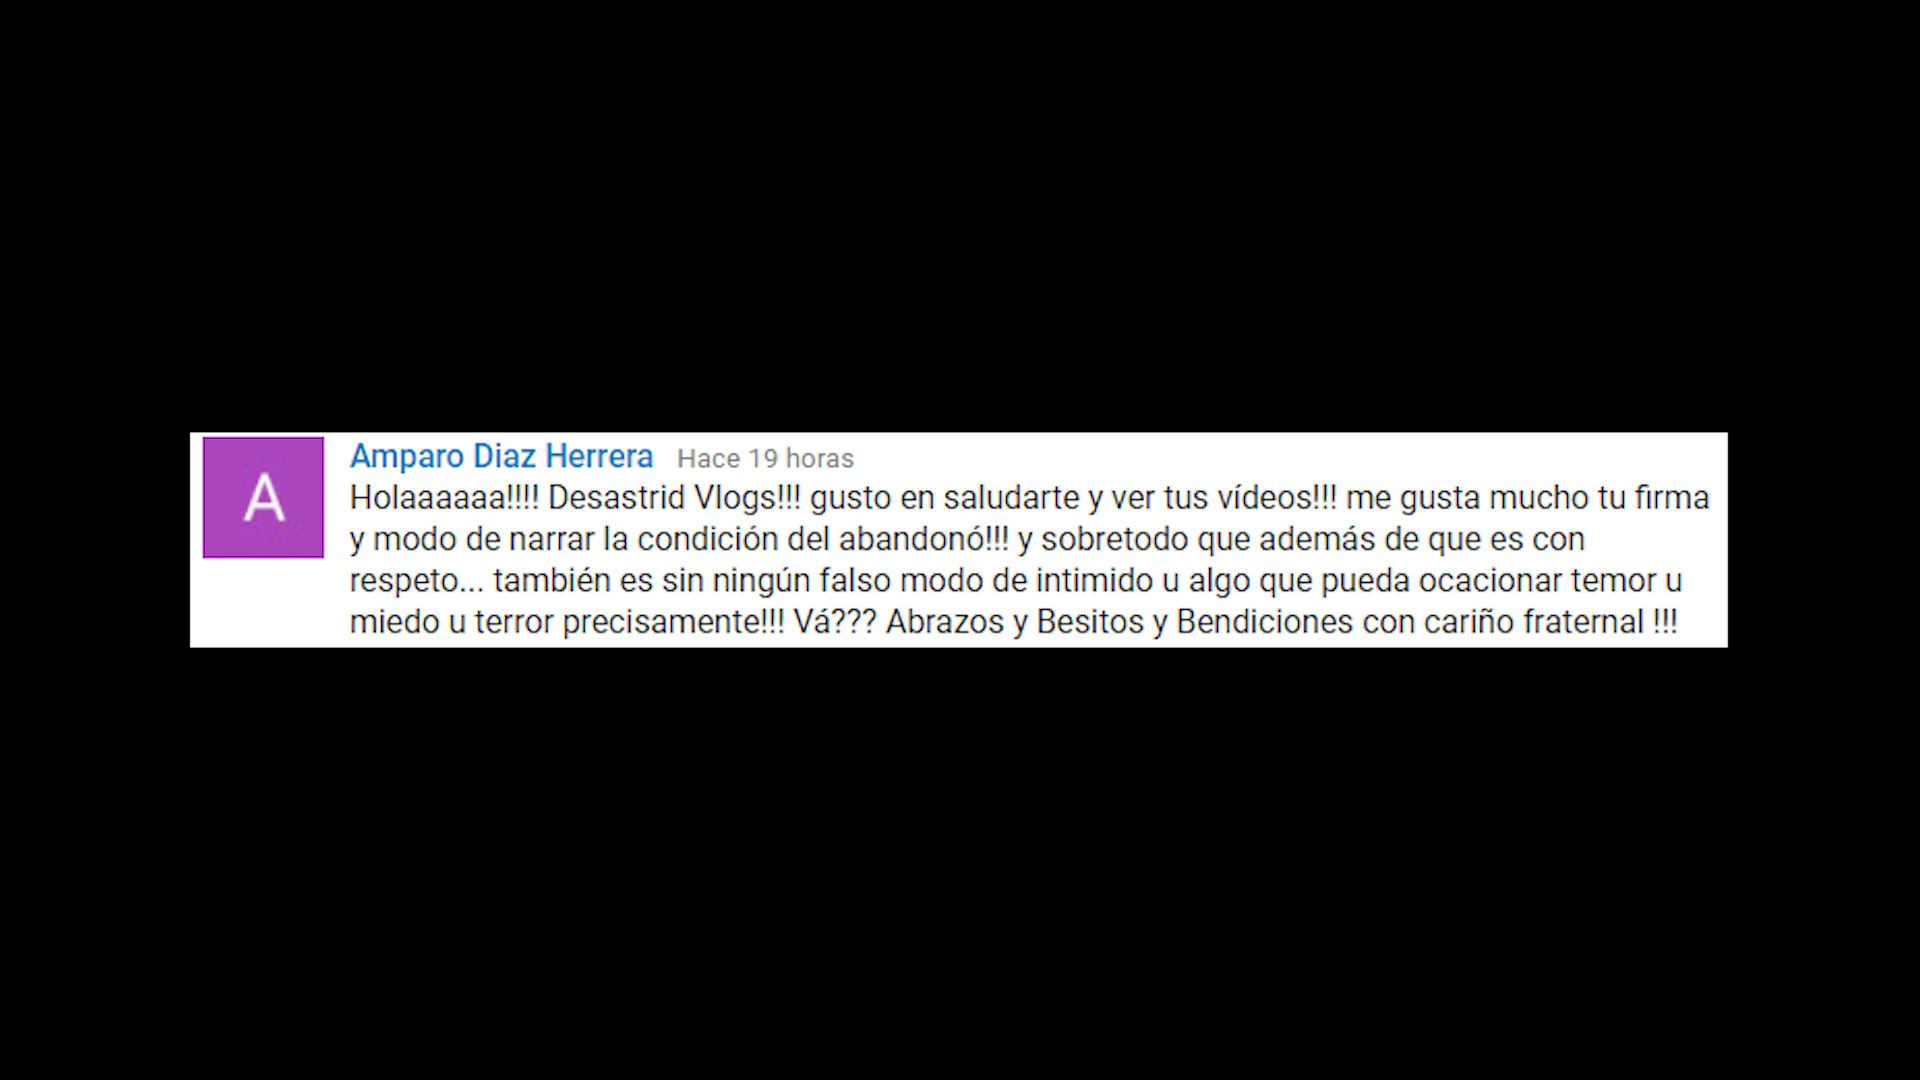 A
Amparo Diaz Herrera Hace 19 horas
Holaaaaaa!!!! Desastrid Vlogs!!! gusto en saludarte y ver tus vídeos!!! me gusta mucho tu firma
y modo de narrar la condición del abandonó!!! y sobretodo que además de que es con
respeto... también es sin ningún falso modo de intimido u algo que pueda ocacionar temor u
miedo u terror precisamente!!! Vá??? Abrazos y Besitos y Bendiciones con cariño fraternal !!!